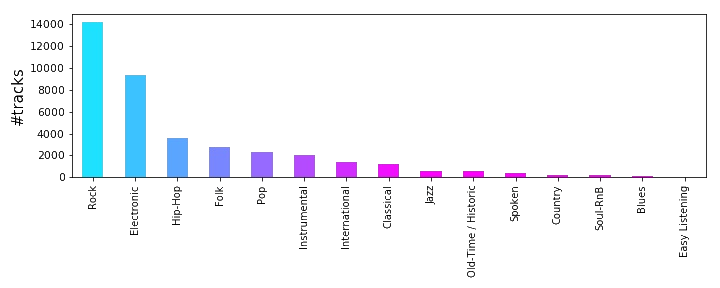 14000
12000
10000
8000
6000
4000
2000
0
#tracks
Rock
Electronic
Hip-Hop
Folk
Pop
Instrumental
International
Classical
Jazz
Old-Time / Historic
Spoken
Country
Soul-RnB
Blues
Easy Listening